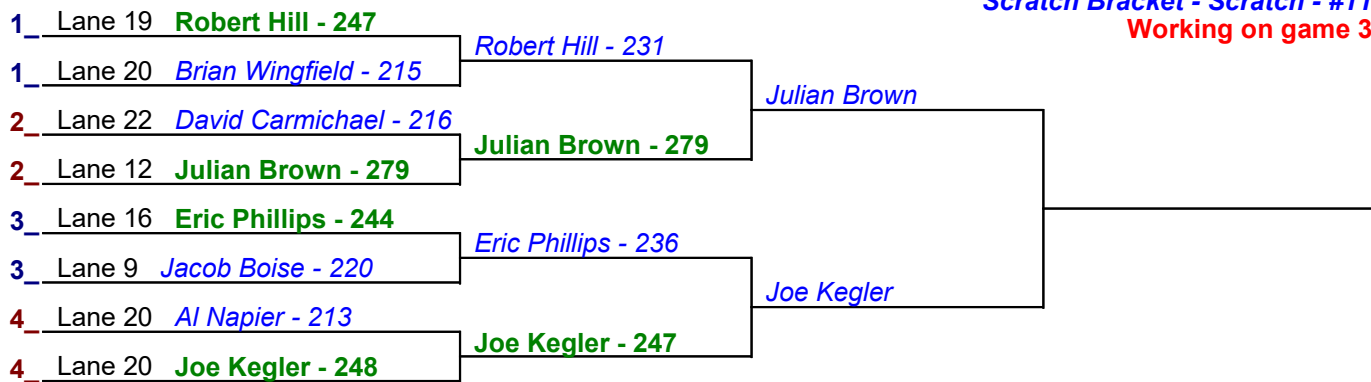 Scratch Bracket - Scratch - #11
Working on game 3
1_ Lane 19 Robert Hill - 247
1_ Lane 20 Brian Wingfield - 215
2_ Lane 22 David Carmichael - 216
2_ Lane 12 Julian Brown - 279
3_ Lane 16 Eric Phillips - 244
3_ Lane 9 Jacob Boise - 220
4_ Lane 20 Al Napier - 213
4_ Lane 20 Joe Kegler - 248
Robert Hill - 231
Julian Brown - 279
Eric Phillips - 236
Joe Kegler - 247
Julian Brown
Joe Kegler